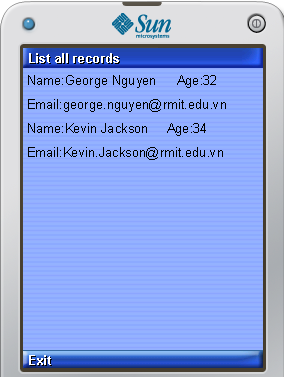 Sun
microsystems
List all records
Name:George Nguyen Age:32
Email:george.nguyen@rmit.edu.vn
Name:Kevin Jackson Age:34
Email:Kevin.Jackson@rmit.edu.vn
Exit